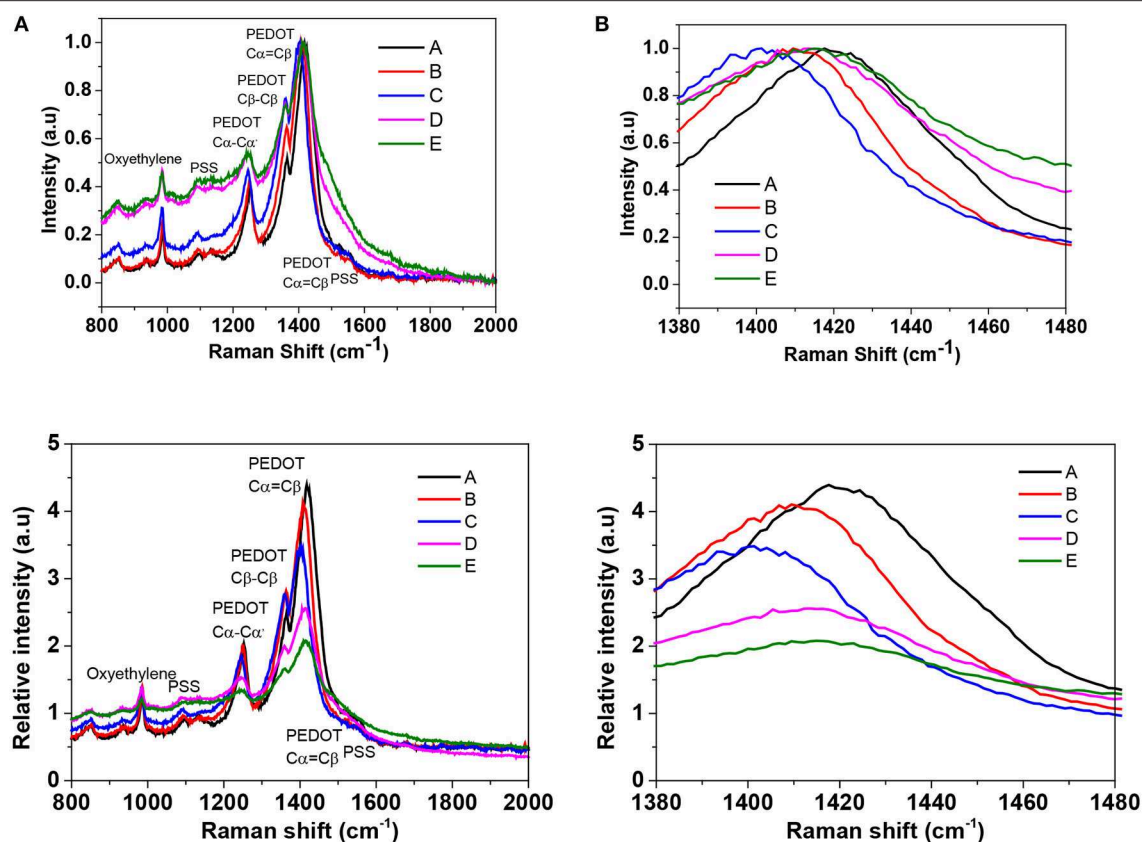 A
PEDOT
Cα=Cβ
PEDOT
Cβ-Cβ
PEDOT
Cα-Cα'
Oxyethylene
PSS
PEDOT
Cα=Cβ PSS
A
B
C
D
E
1.0
0.8
0.6
0.4
0.2
0.0
Intensity (a.u)
800 1000 1200 1400 1600 1800 2000
Raman Shift (cm-1)
B
A
B
C
D
E
1.0
0.8
0.6
0.4
0.2
0.0
Intensity (a.u)
1380 1400 1420 1440 1460 1480
Raman Shift (cm-1)
PEDOT
Cα=Cβ
PEDOT
Cβ-Cβ
PEDOT
Cα-Cα'
Oxyethylene
PSS
PEDOT
Cα=Cβ PSS
A
B
C
D
E
5
4
3
2
1
0
Relative intensity (a.u)
800 1000 1200 1400 1600 1800 2000
Raman shift (cm-1)
A
B
C
D
E
5
4
3
2
1
0
Relative intensity (a.u)
1380 1400 1420 1440 1460 1480
Raman shift (cm-1)